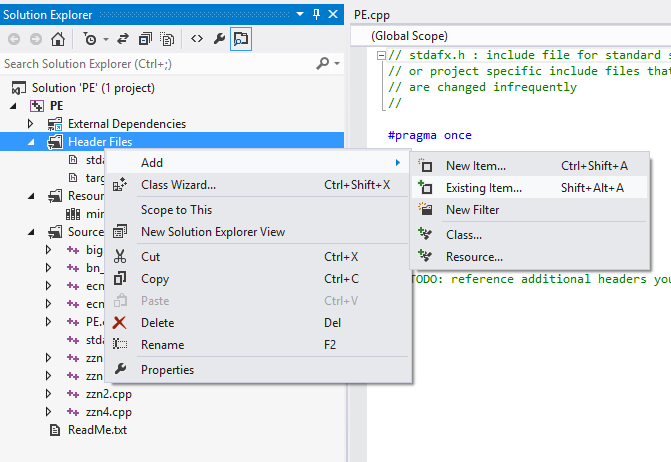 Solution Explorer
PE.cpp
(Global Scope)
Search Solution Explorer (Ctrl+;)
Solution 'PE' (1 project)
PE
External Dependencies
Header Files
stda
targ
Resour
min
Source
big
bn_
ecn
ecn
PE.c
stda
zzn
zzn
zzn2.cpp
zzn4.cpp
ReadMe.txt
Add
Class Wizard... Ctrl+Shift+X
Scope to This
New Solution Explorer View
Cut Ctrl+X
Copy Ctrl+C
Paste Ctrl+V
Delete Del
Rename F2
Properties
New Item... Ctrl+Shift+A
Existing Item... Shift+Alt+A
New Filter
Class...
Resource...
// stdafx.h : include file for standard s
// or project specific include files that
// are changed infrequently
//
#pragma once
TODO: reference additional headers you